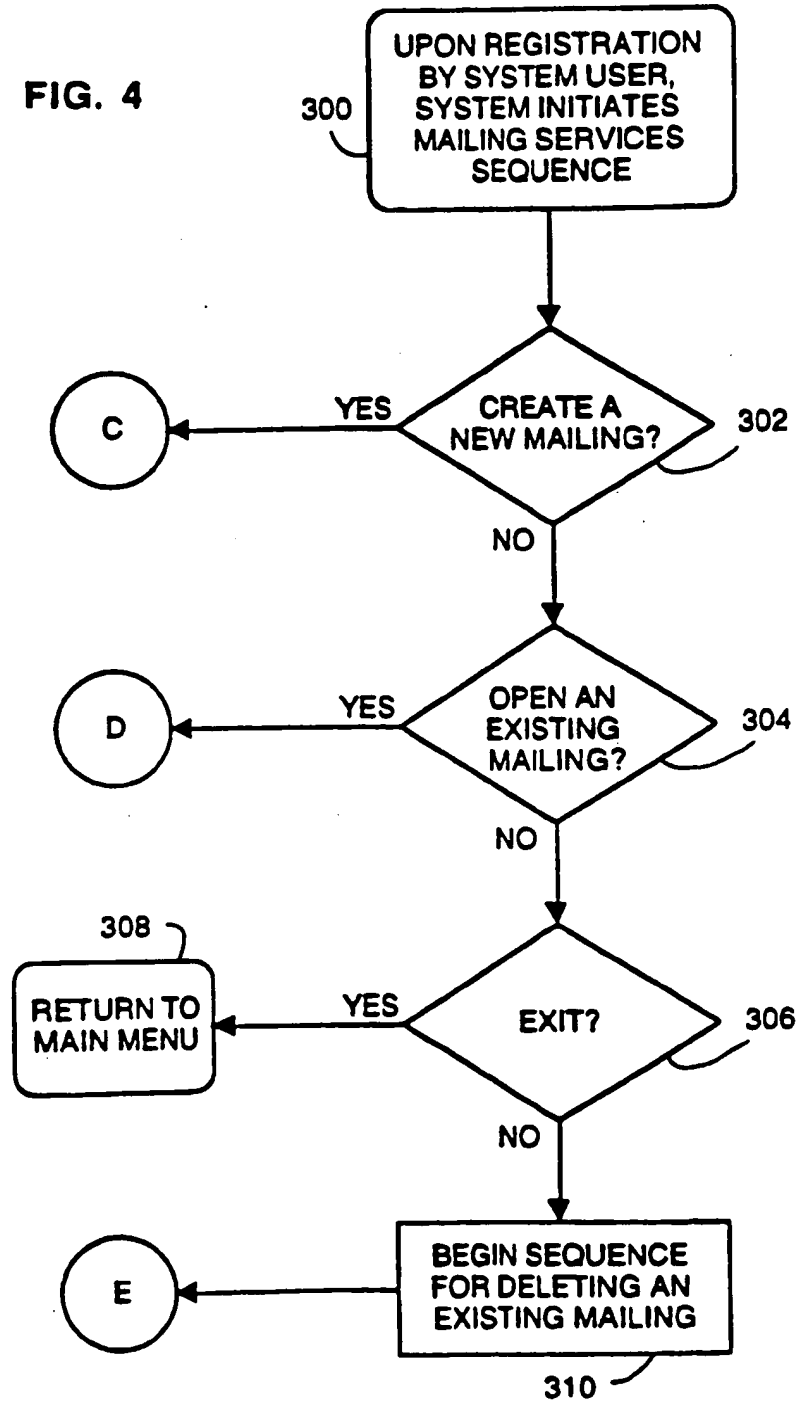 FIG. 4
300
UPON REGISTRATION
BY SYSTEM USER,
SYSTEM INITIATES
MAILING SERVICES
SEQUENCE
C
YES
CREATE A
NEW MAILING?
302
NO
D
YES
OPEN AN
EXISTING
MAILING?
304
NO
308
RETURN TO
MAIN MENU
YES
EXIT?
306
NO
E
BEGIN SEQUENCE
FOR DELETING AN
EXISTING MAILING
310